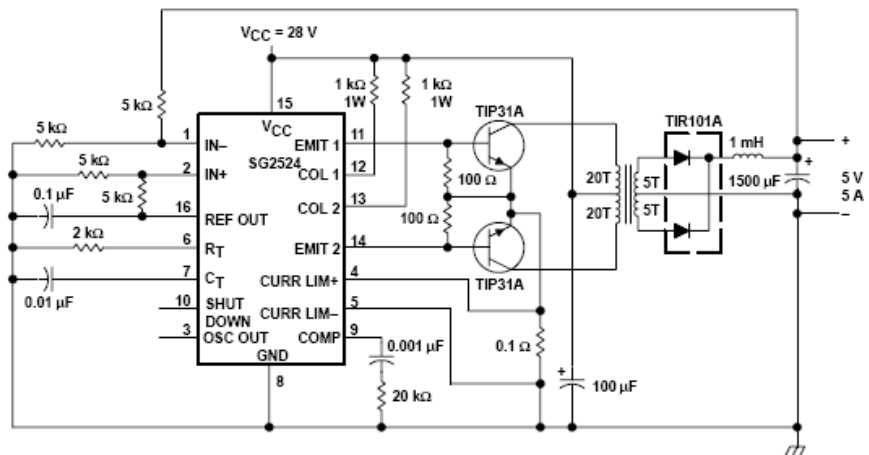 VCC = 28 V
5 kΩ
1 kΩ
1W
1 kΩ
1W
TIP31A
TIR101A
15
VCC
5 kΩ
1
IN–
EMIT 1
11
SG2524
1 mH
+
5 kΩ
2
IN+
COL 1
12
100 Ω
20T
5T
+
1500 µF
5 V
5 A
0.1 µF
5 kΩ
16
REF OUT
COL 2
13
100 Ω
20T
5T
–
2 kΩ
6
RT
EMIT 2
14
TIP31A
7
CT
CURR LIM+
4
0.01 µF
10
SHUT
DOWN
CURR LIM–
5
3
OSC OUT
COMP
9
0.001 µF
0.1 Ω
GND
8
20 kΩ
+
100 µF